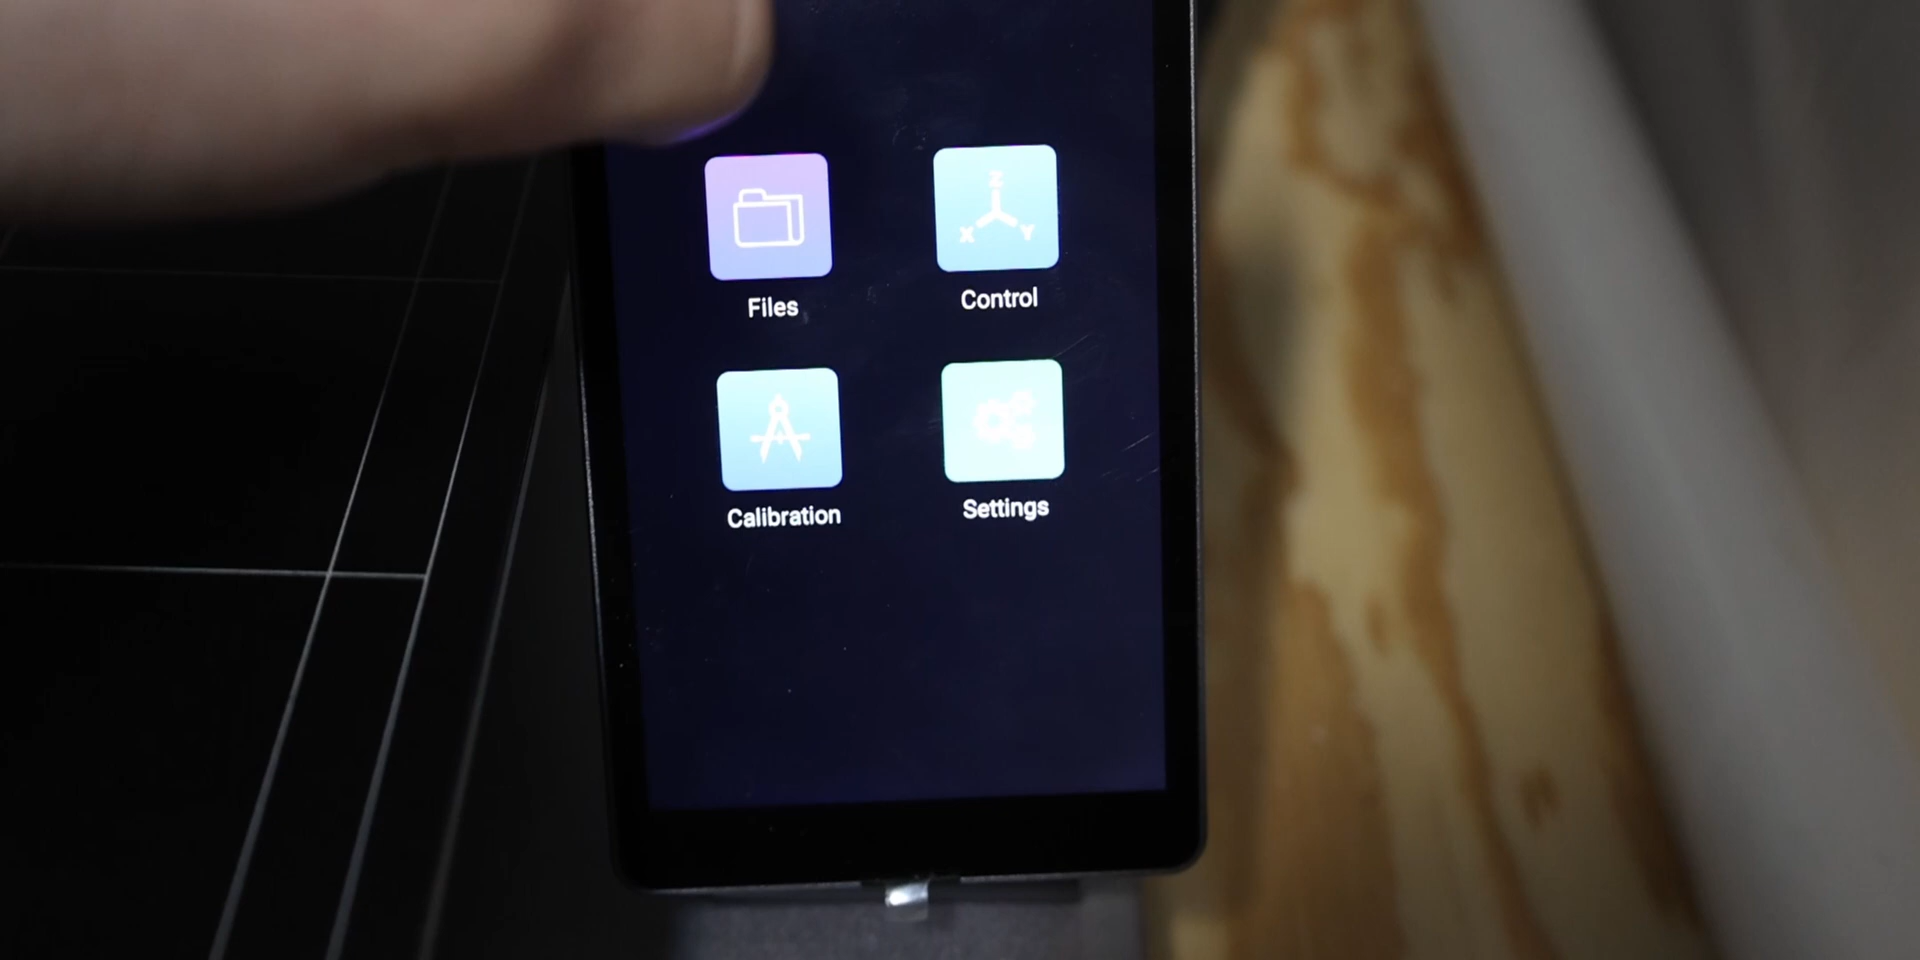 Files
Z
X Y
Control
Calibration
Settings